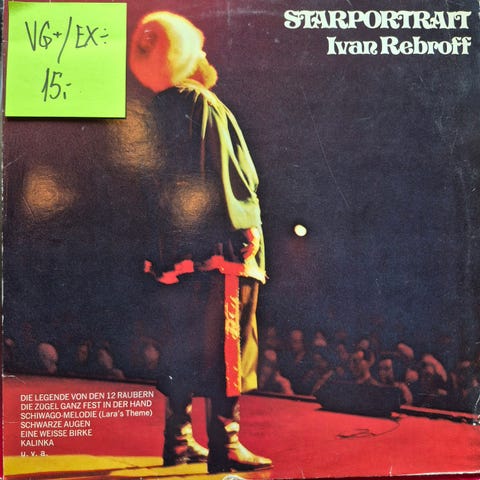 VG+/EX÷
15,-
STARPORTRAIT
Ivan Rebroff
DIE LEGENDE VON DEN 12 RÄUBERN
DIE ZÜGEL GANZ FEST IN DER HAND
SCHIWAGO-MELODIE (Lara's Theme)
SCHWARZE AUGEN
EINE WEISSE BIRKE
KALINKA
u. v. a.